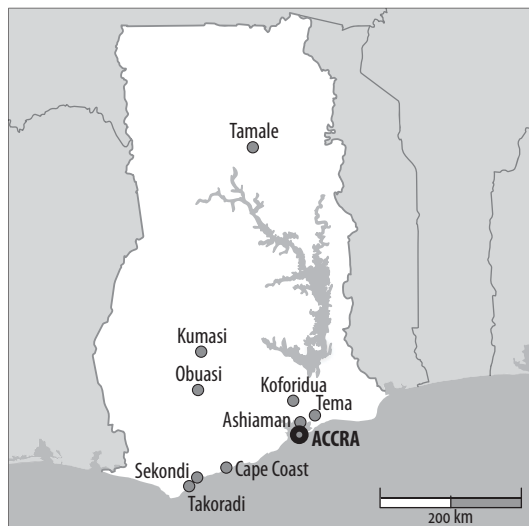 Tamale
Kumasi
Obuasi
Koforidua
Tema
Ashiaman
ACCRA
Sekondi
Cape Coast
Takoradi
200 km